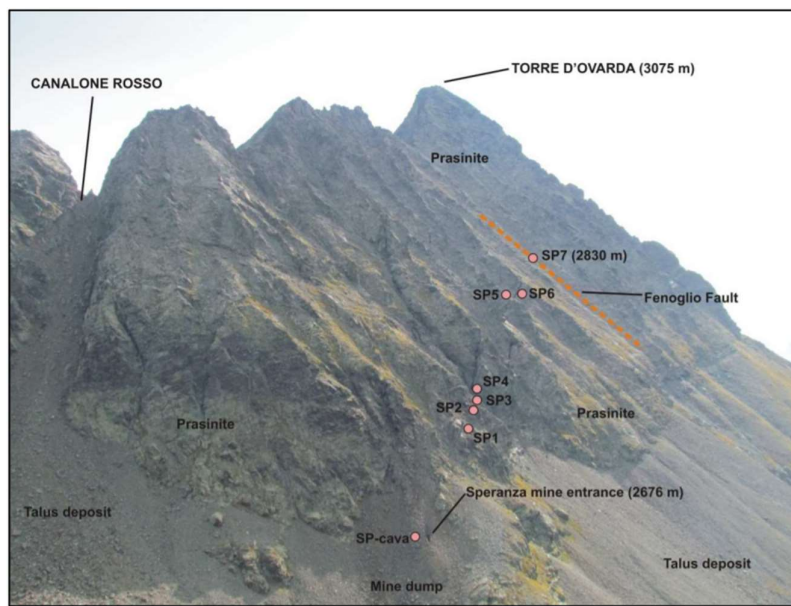 TORRE D'OVARDA (3075 m)
CANALONE ROSSO
Prasinite
SP7 (2830 m)
SP5
SP6
Fenoglio Fault
SP4
SP3
SP2
Prasinite
Prasinite
SP1
Speranza mine entrance (2676 m)
Talus deposit
SP-cava
Talus deposit
Mine dump